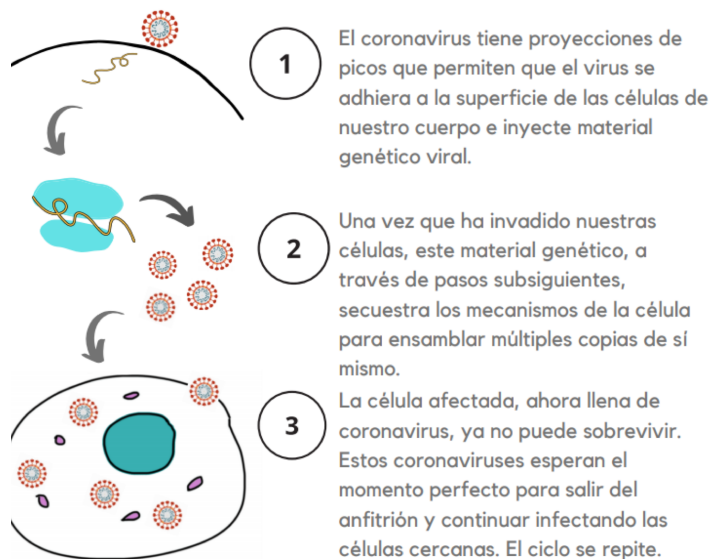 1
El coronavirus tiene proyecciones de
picos que permiten que el virus se
adhiera a la superficie de las células de
nuestro cuerpo e inyecte material
genético viral.
2
Una vez que ha invadido nuestras
células, este material genético, a
través de pasos subsiguientes,
secuestra los mecanismos de la célula
para ensamblar múltiples copias de sí
mismo.
3
La célula afectada, ahora llena de
coronavirus, ya no puede sobrevivir.
Estos coronaviruses esperan el
momento perfecto para salir del
anfitrión y continuar infectando las
células cercanas. El ciclo se repite.